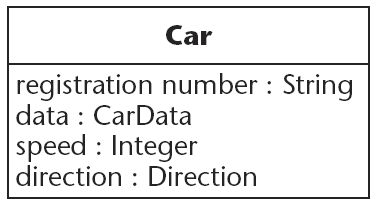 Car
registration number : String
data : CarData
speed : Integer
direction : Direction